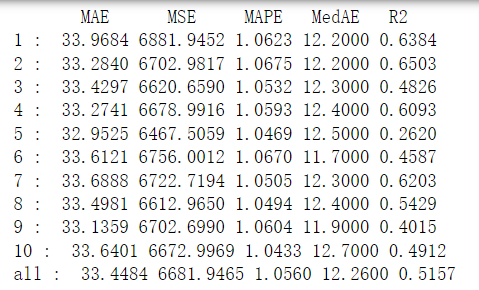 MAE MSE MAPE MedAE R2
1 : 33.9684 6881.9452 1.0623 12.2000 0.6384
2 : 33.2840 6702.9817 1.0675 12.2000 0.6503
3 : 33.4297 6620.6590 1.0532 12.3000 0.4826
4 : 33.2741 6678.9916 1.0593 12.4000 0.6093
5 : 32.9525 6467.5059 1.0469 12.5000 0.2620
6 : 33.6121 6756.0012 1.0670 11.7000 0.4587
7 : 33.6888 6722.7194 1.0505 12.3000 0.6203
8 : 33.4981 6612.9650 1.0494 12.4000 0.5429
9 : 33.1359 6702.6990 1.0604 11.9000 0.4015
10 : 33.6401 6672.9969 1.0433 12.7000 0.4912
all : 33.4484 6681.9465 1.0560 12.2600 0.5157